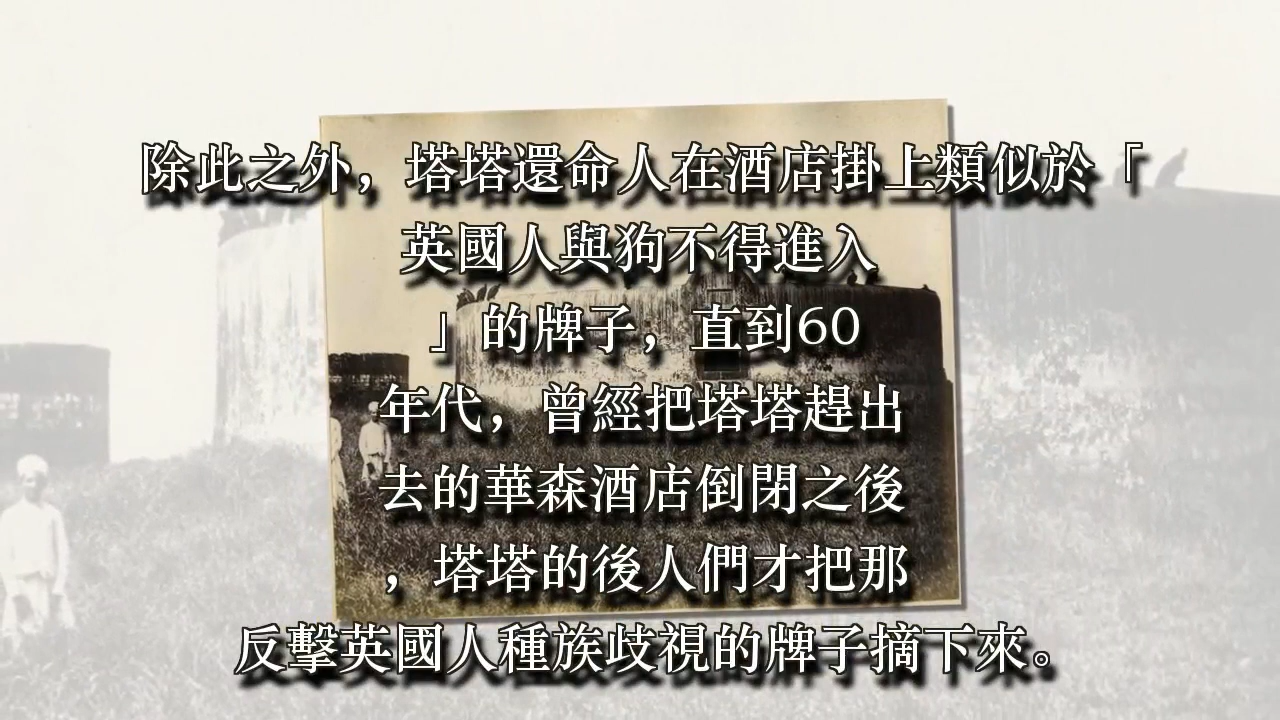 除此之外，塔塔還命人在酒店掛上類似於「
英國人與狗不得進入
」的牌子，直到60
年代，曾經把塔塔趕出
去的華森酒店倒閉之後
，塔塔的後人們才把那
反擊英國人種族歧視的牌子摘下來。